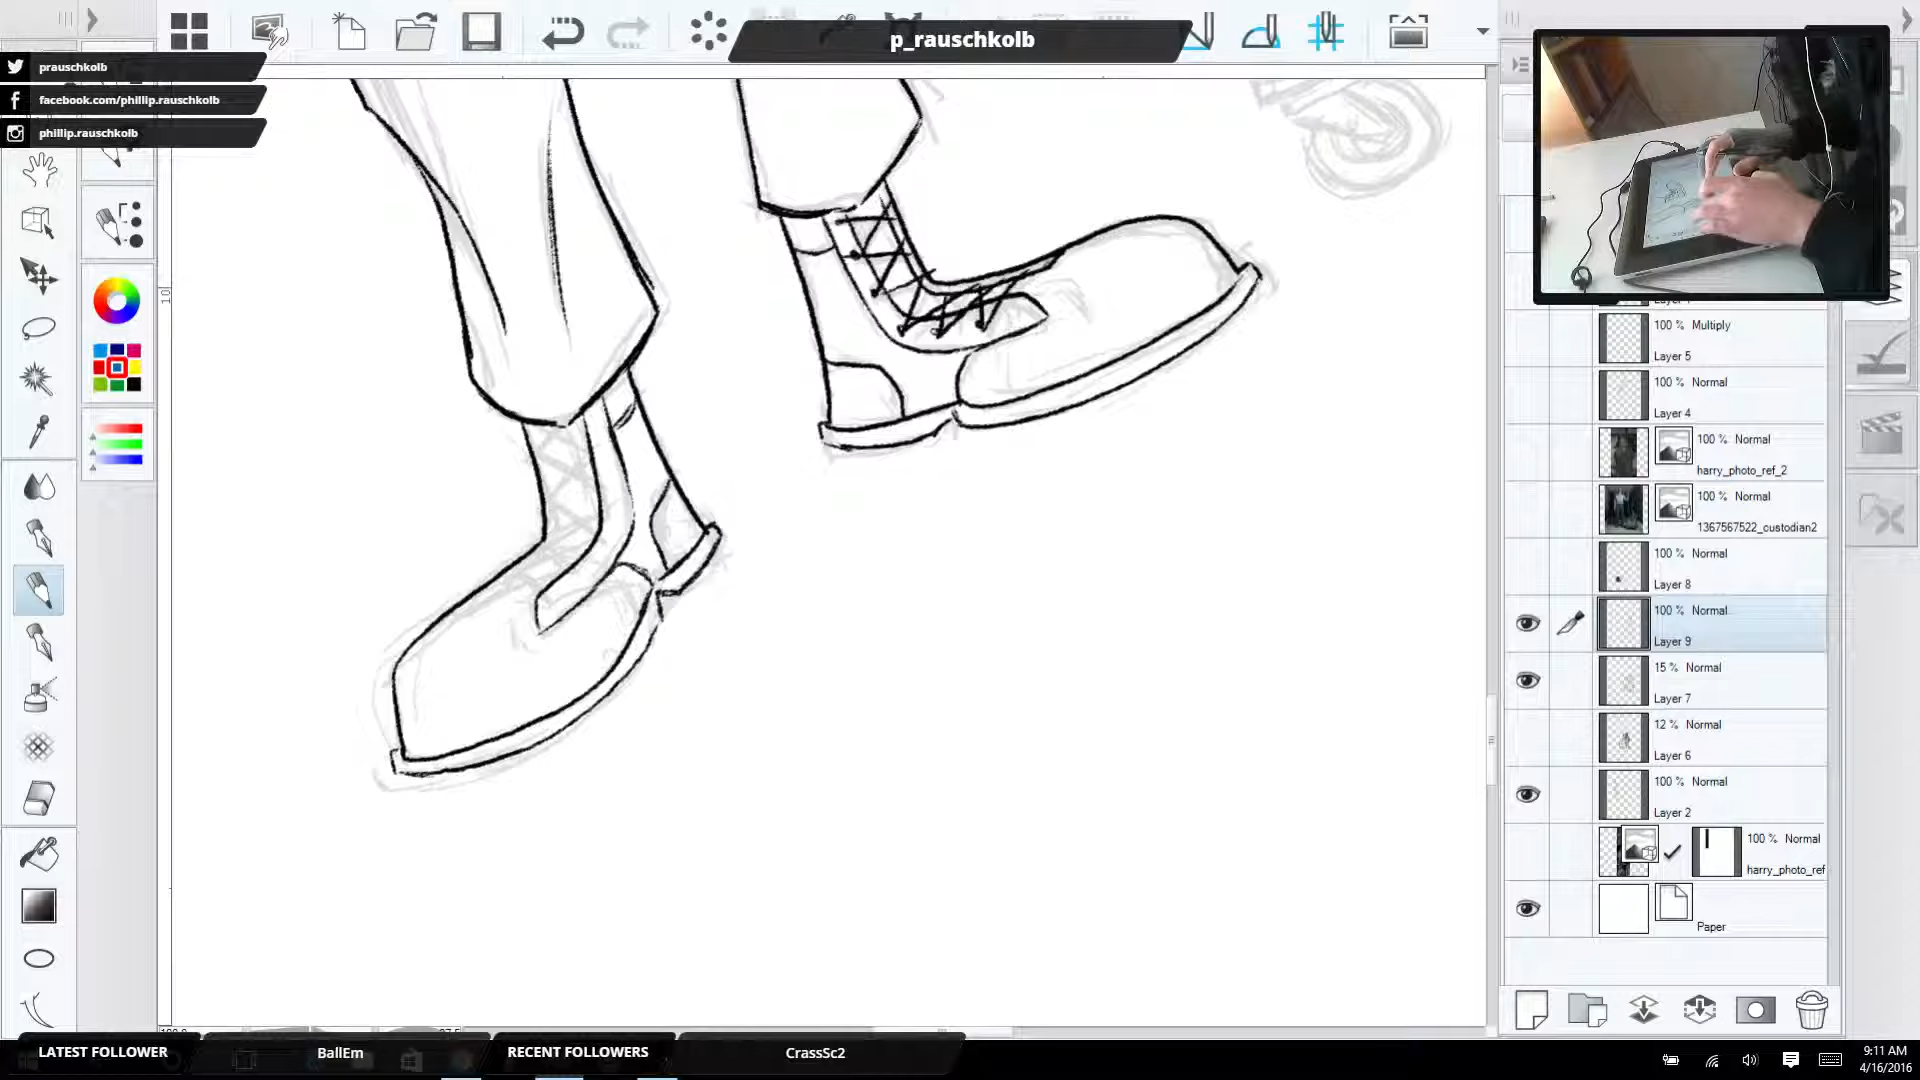 p_rauschkolb
prauschkolb
facebook.com/phillip.rauschkolb
phillip.rauschkolb
10
100 % Multiply
Layer 5
100 % Normal
Layer 4
100 % Normal
harry_photo_ref_2
100 % Normal
1367567522_custodian2
100 % Normal
Layer 8
100 % Normal
Layer 9
15 % Normal
Layer 7
12 % Normal
Layer 6
100 % Normal
Layer 2
100 % Normal
harry_photo_ref
Paper
LATEST FOLLOWER
BallEm
RECENT FOLLOWERS
CrassSc2
9:11 AM
4/16/2016